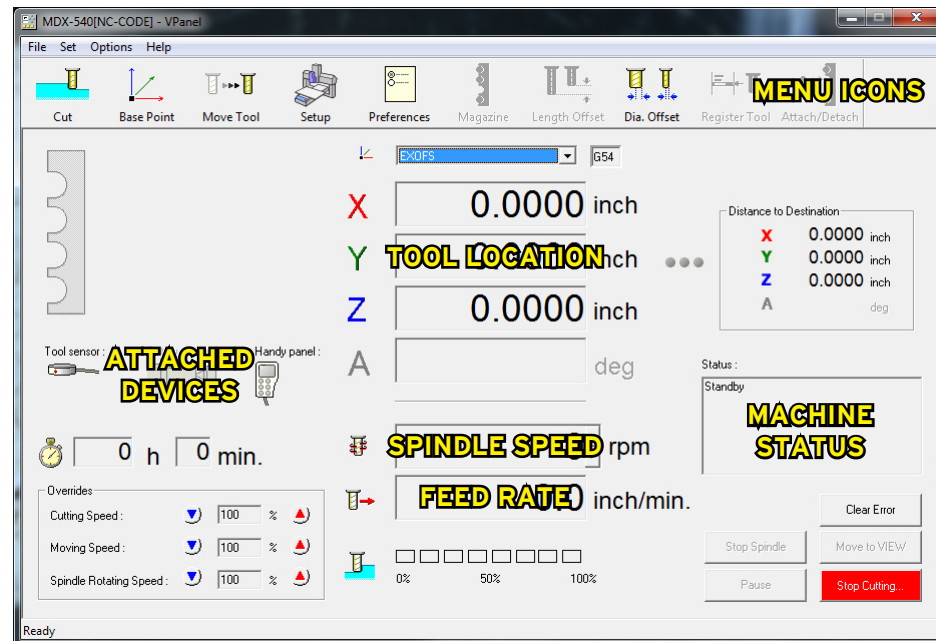 MDX-540[NC-CODE] - VPanel
File Set Options Help
Cut Base Point Move Tool Setup Preferences Magazine Length Offset Dia. Offset Register Tool Attach/Detach
MENU ICONS
EXOFS G54
X 0.0000 inch
Y TOOL LOCATION inch
Z 0.0000 inch
A deg
Distance to Destination
X 0.0000 inch
Y 0.0000 inch
Z 0.0000 inch
A deg
Tool sensor : Handy panel :
ATTACHED
DEVICES
Status :
Standby
MACHINE
STATUS
0 h 0 min.
SPINDLE SPEED rpm
FEED RATE inch/min.
Overrides
Cutting Speed : 100 %
Moving Speed : 100 %
Spindle Rotating Speed : 100 %
0% 50% 100%
Clear Error
Stop Spindle Move to VIEW
Pause Stop Cutting...
Ready